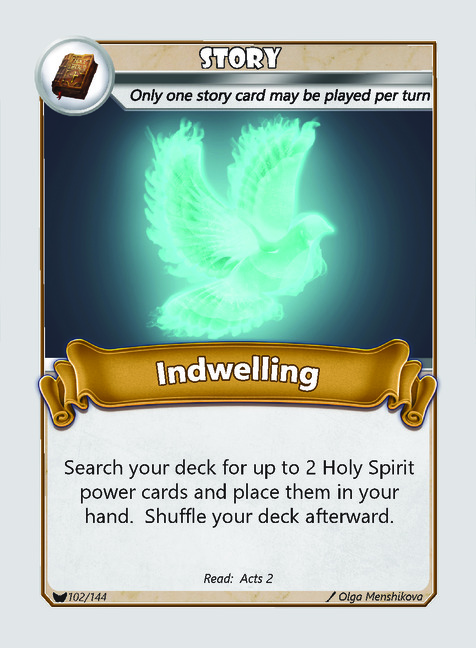 STORY
Only one story card may be played per turn
Indwelling
Search your deck for up to 2 Holy Spirit
power cards and place them in your
hand.  Shuffle your deck afterward.
Read:  Acts 2
102/144
Olga Menshikova